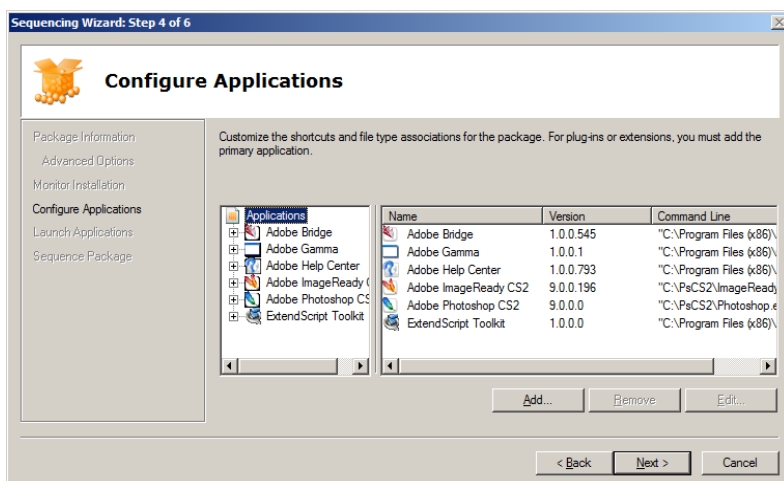 Sequencing Wizard: Step 4 of 6
Configure Applications
Package Information
Advanced Options
Monitor Installation
Configure Applications
Launch Applications
Sequence Package
Customize the shortcuts and file type associations for the package. For plug-ins or extensions, you must add the
primary application.
Applications
Adobe Bridge
Adobe Gamma
Adobe Help Center
Adobe ImageReady (
Adobe Photoshop CS
ExtendScript Toolkit
Name Version Command Line
Adobe Bridge 1.0.0.545 "C:\Program Files (x86)\
Adobe Gamma 1.0.0.1 "C:\Program Files (x86)\
Adobe Help Center 1.0.0.793 "C:\Program Files (x86)\
Adobe ImageReady CS2 9.0.0.196 "C:\PsCS2\ImageReady
Adobe Photoshop CS2 9.0.0.0 "C:\PsCS2\Photoshop.e
ExtendScript Toolkit 1.0.0.0 "C:\Program Files (x86)\
Add... Remove Edit...
< Back Next > Cancel